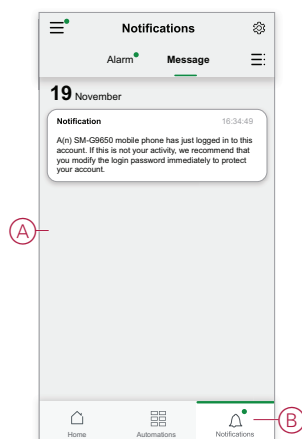 Notifications
Alarm Message
19 November
Notification 16:34:49
A(n) SM-G9650 mobile phone has just logged in to this
account. If this is not your activity, we recommend that
you modify the login password immediately to protect
your account.
A
B
Home Automations Notifications